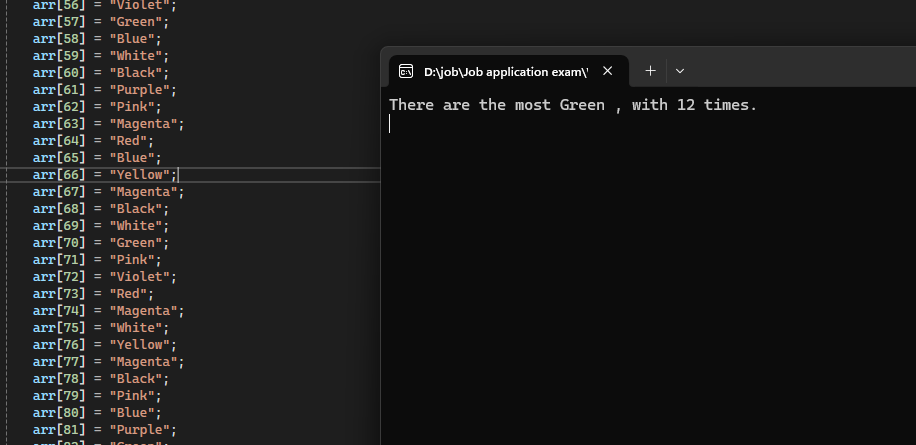 arr[56] = "Violet";
arr[57] = "Green";
arr[58] = "Blue";
arr[59] = "White";
arr[60] = "Black";
arr[61] = "Purple";
arr[62] = "Pink";
arr[63] = "Magenta";
arr[64] = "Red";
arr[65] = "Blue";
arr[66] = "Yellow";
arr[67] = "Magenta";
arr[68] = "Black";
arr[69] = "White";
arr[70] = "Green";
arr[71] = "Pink";
arr[72] = "Violet";
arr[73] = "Red";
arr[74] = "Magenta";
arr[75] = "White";
arr[76] = "Yellow";
arr[77] = "Magenta";
arr[78] = "Black";
arr[79] = "Pink";
arr[80] = "Blue";
arr[81] = "Purple";
arr[82] = "Green";
D:\job\Job application exam\'
There are the most Green , with 12 times.